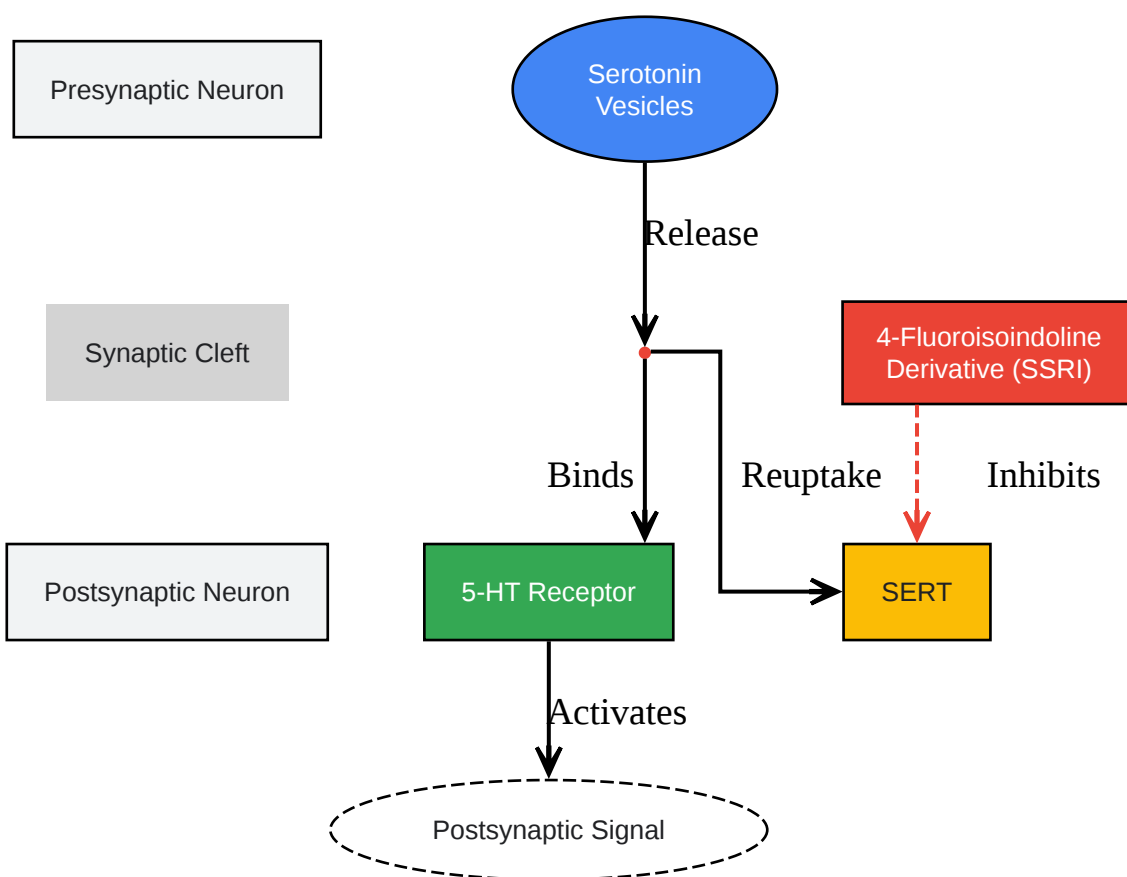 Presynaptic Neuron
Serotonin
Vesicles
Release
Synaptic Cleft
4-Fluoroisoindoline
Derivative (SSRI)
Binds
Reuptake
Inhibits
Postsynaptic Neuron
5-HT Receptor
SERT
Activates
Postsynaptic Signal